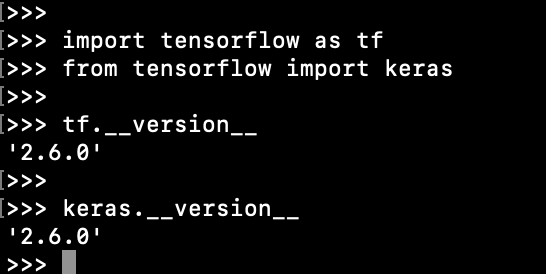 [>>>
[>>> import tensorflow as tf
[>>> from tensorflow import keras
[>>>
[>>> tf.__version__
'2.6.0'
[>>>
[>>> keras.__version__
'2.6.0'
>>>